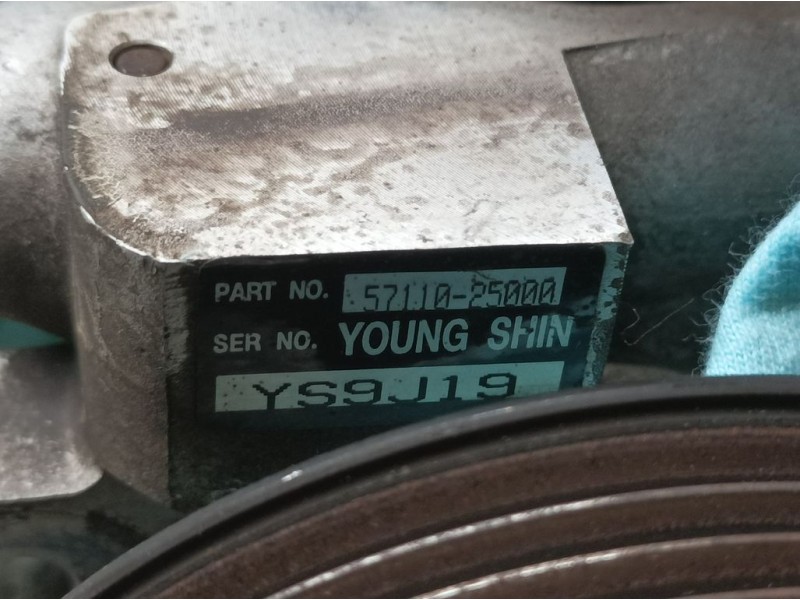 PART NO. 57110-25000
SER NO. YOUNG SHIN
YS9J19